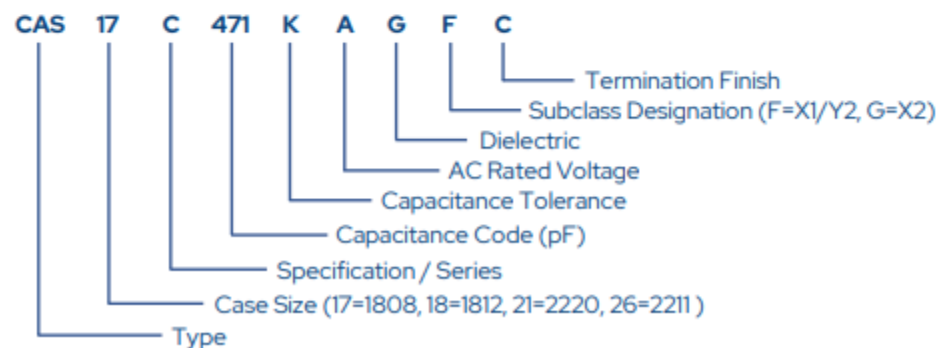 CAS 17 C 471 K A G F C
Termination Finish
Subclass Designation (F=X1/Y2, G=X2)
Dielectric
AC Rated Voltage
Capacitance Tolerance
Capacitance Code (pF)
Specification / Series
Case Size (17=1808, 18=1812, 21=2220, 26=2211 )
Type